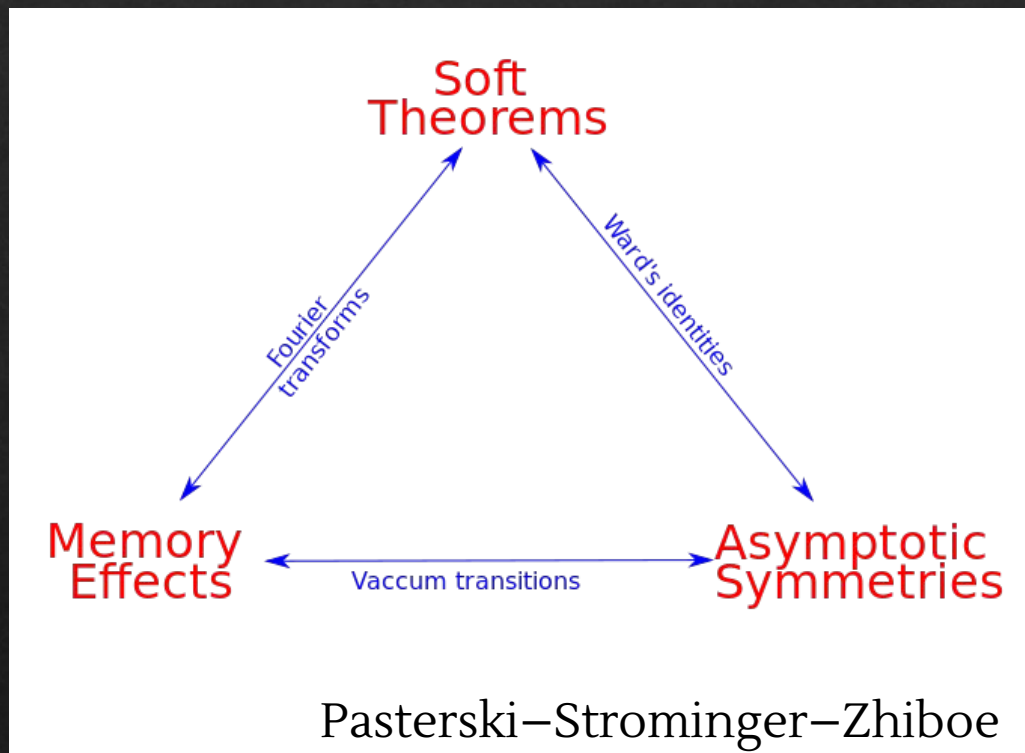 Soft
Theorems
Fourier
transforms
Ward's identities
Memory
Effects
Vaccum transitions
Asymptotic
Symmetries
Pasterski–Strominger–Zhiboe